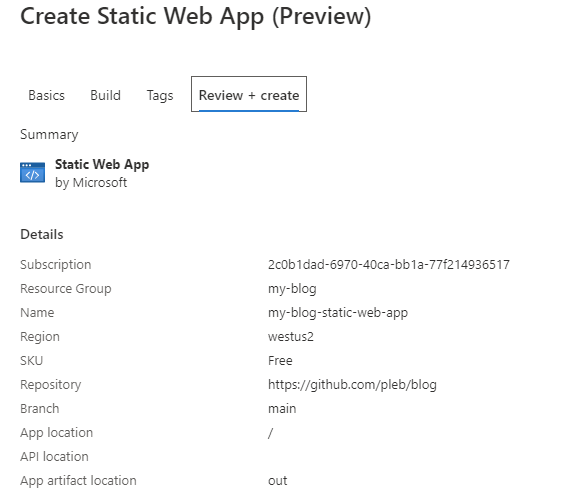 Create Static Web App (Preview)
Basics Build Tags Review + create
Summary
Static Web App
by Microsoft
Details
Subscription 2c0b1dad-6970-40ca-bb1a-77f214936517
Resource Group my-blog
Name my-blog-static-web-app
Region westus2
SKU Free
Repository https://github.com/pleb/blog
Branch main
App location /
API location
App artifact location out